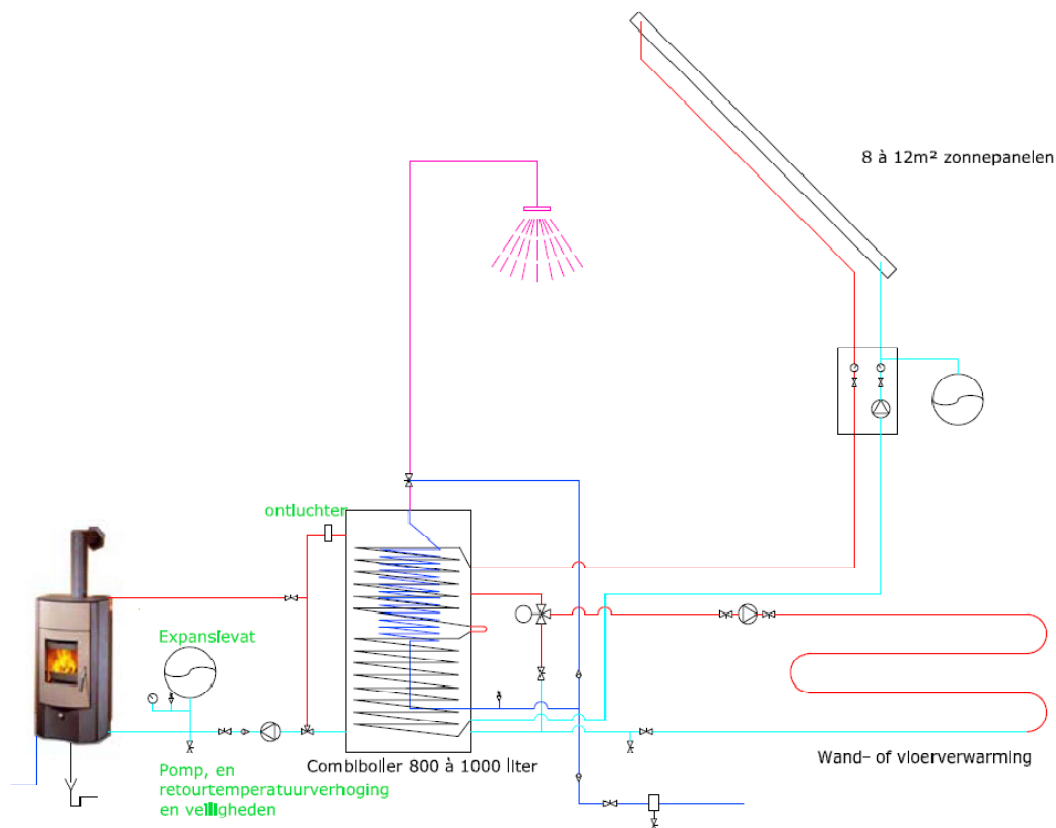 8 à 12m² zonnepanelen
ontluchter
Expansievat
Combiboiler 800 à 1000 liter
Wand- of vloerverwarming
Pomp, en
retourtemperatuurverhoging
en veiligheden